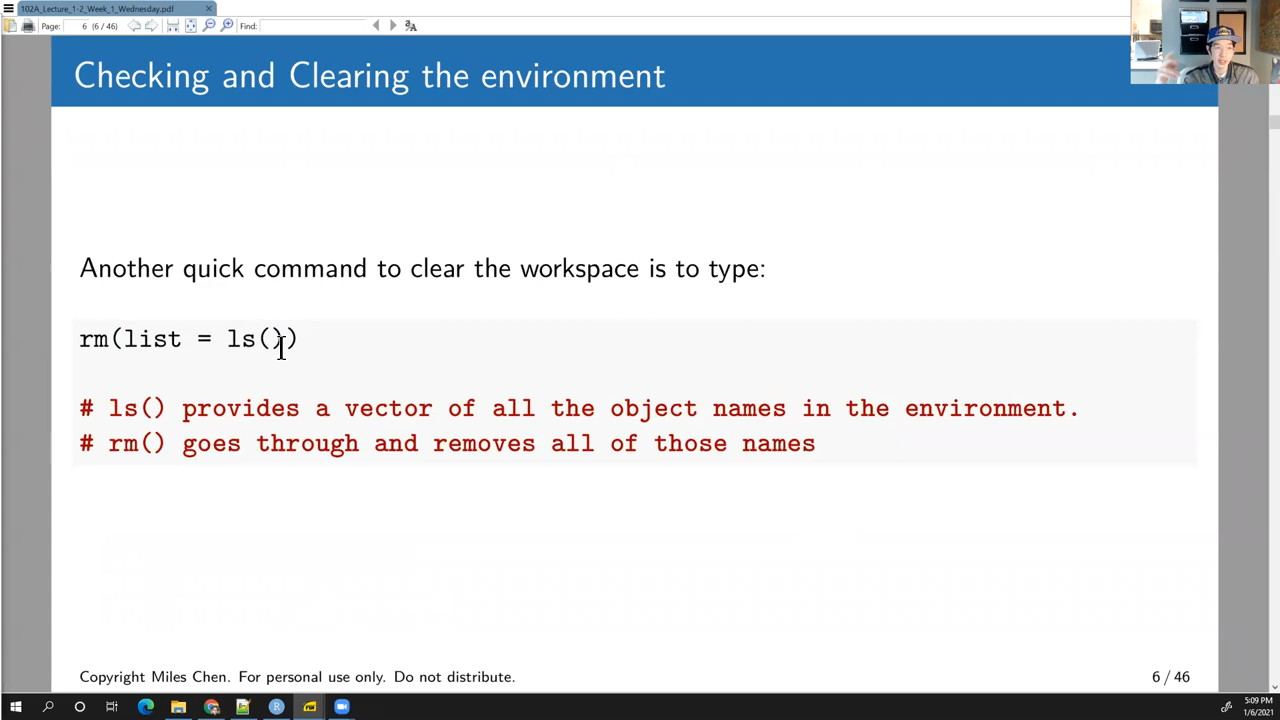 102A_Lecture_1-2_Week_1_Wednesday.pdf
Page: 6 (6 / 46) Find:
Checking and Clearing the environment
Another quick command to clear the workspace is to type:
rm(list = ls())
# ls() provides a vector of all the object names in the environment.
# rm() goes through and removes all of those names
Copyright Miles Chen. For personal use only. Do not distribute.
6 / 46
5:09 PM
1/6/2021